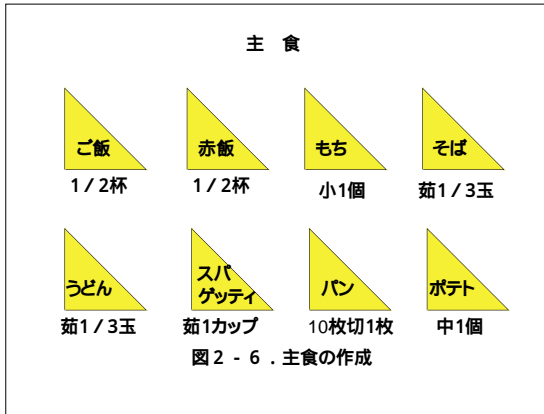 主 食
ご飯 赤飯 もち そば
1/2杯 1/2杯 小1個 茹1/3玉
うどん スパ
ゲッティ パン ポテト
茹1/3玉 茹1カップ 10枚切1枚 中1個
図2-6.主食の作成